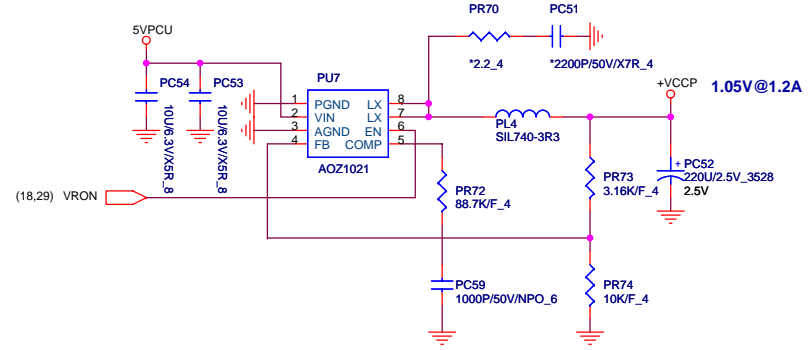 PR70
PC51
*2.2_4
*2200P/50V/X7R_4
5VPCU
PC54
10U/6.3V/X5R_8
PC53
10U/6.3V/X5R_8
PU7
1 PGND LX 8
2 VIN LX 7
3 AGND EN 6
4 FB COMP 5
AOZ1021
PL4
SIL740-3R3
+VCCP
1.05V@1.2A
+ PC52
220U/2.5V_3528
2.5V
PR73
3.16K/F_4
PR72
88.7K/F_4
(18,29) VRON
PC59
1000P/50V/NPO_6
PR74
10K/F_4